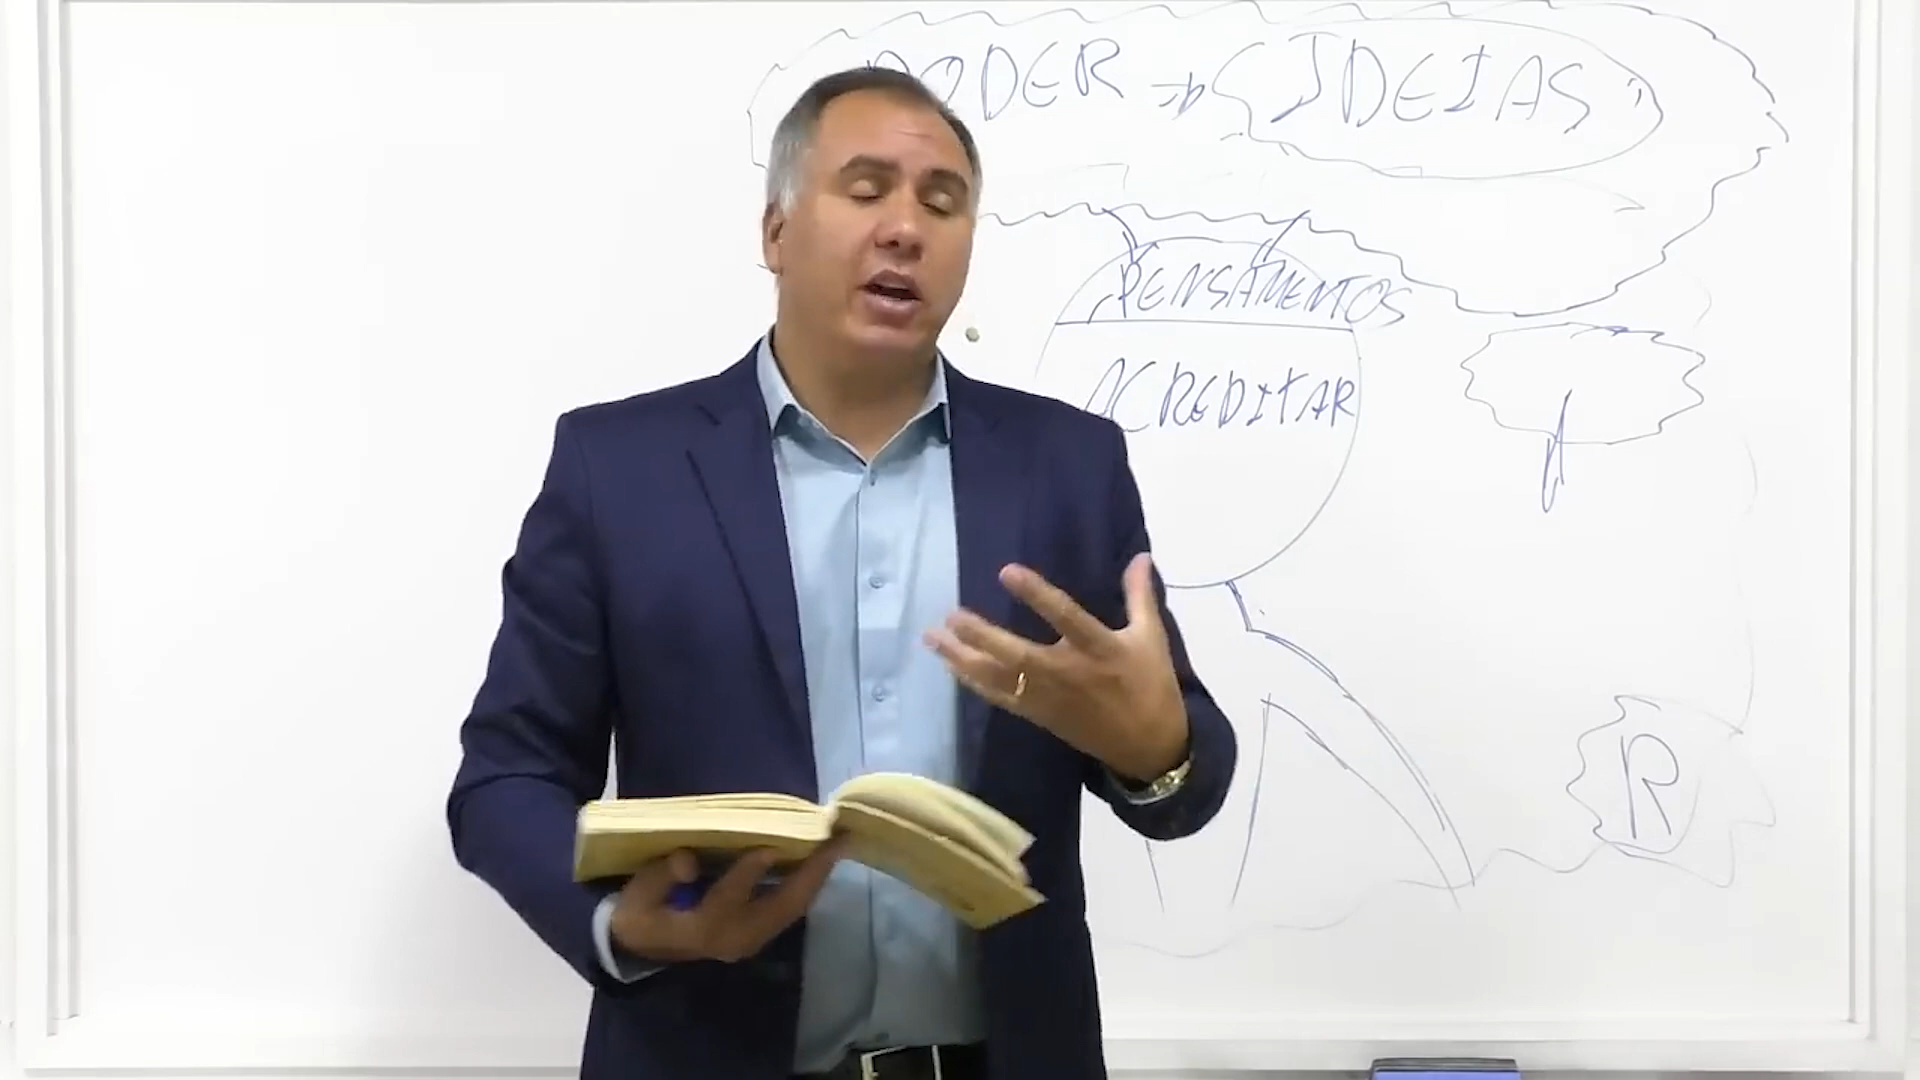 PODER → IDEIAS
PENSAMENTOS
ACREDITAR
R